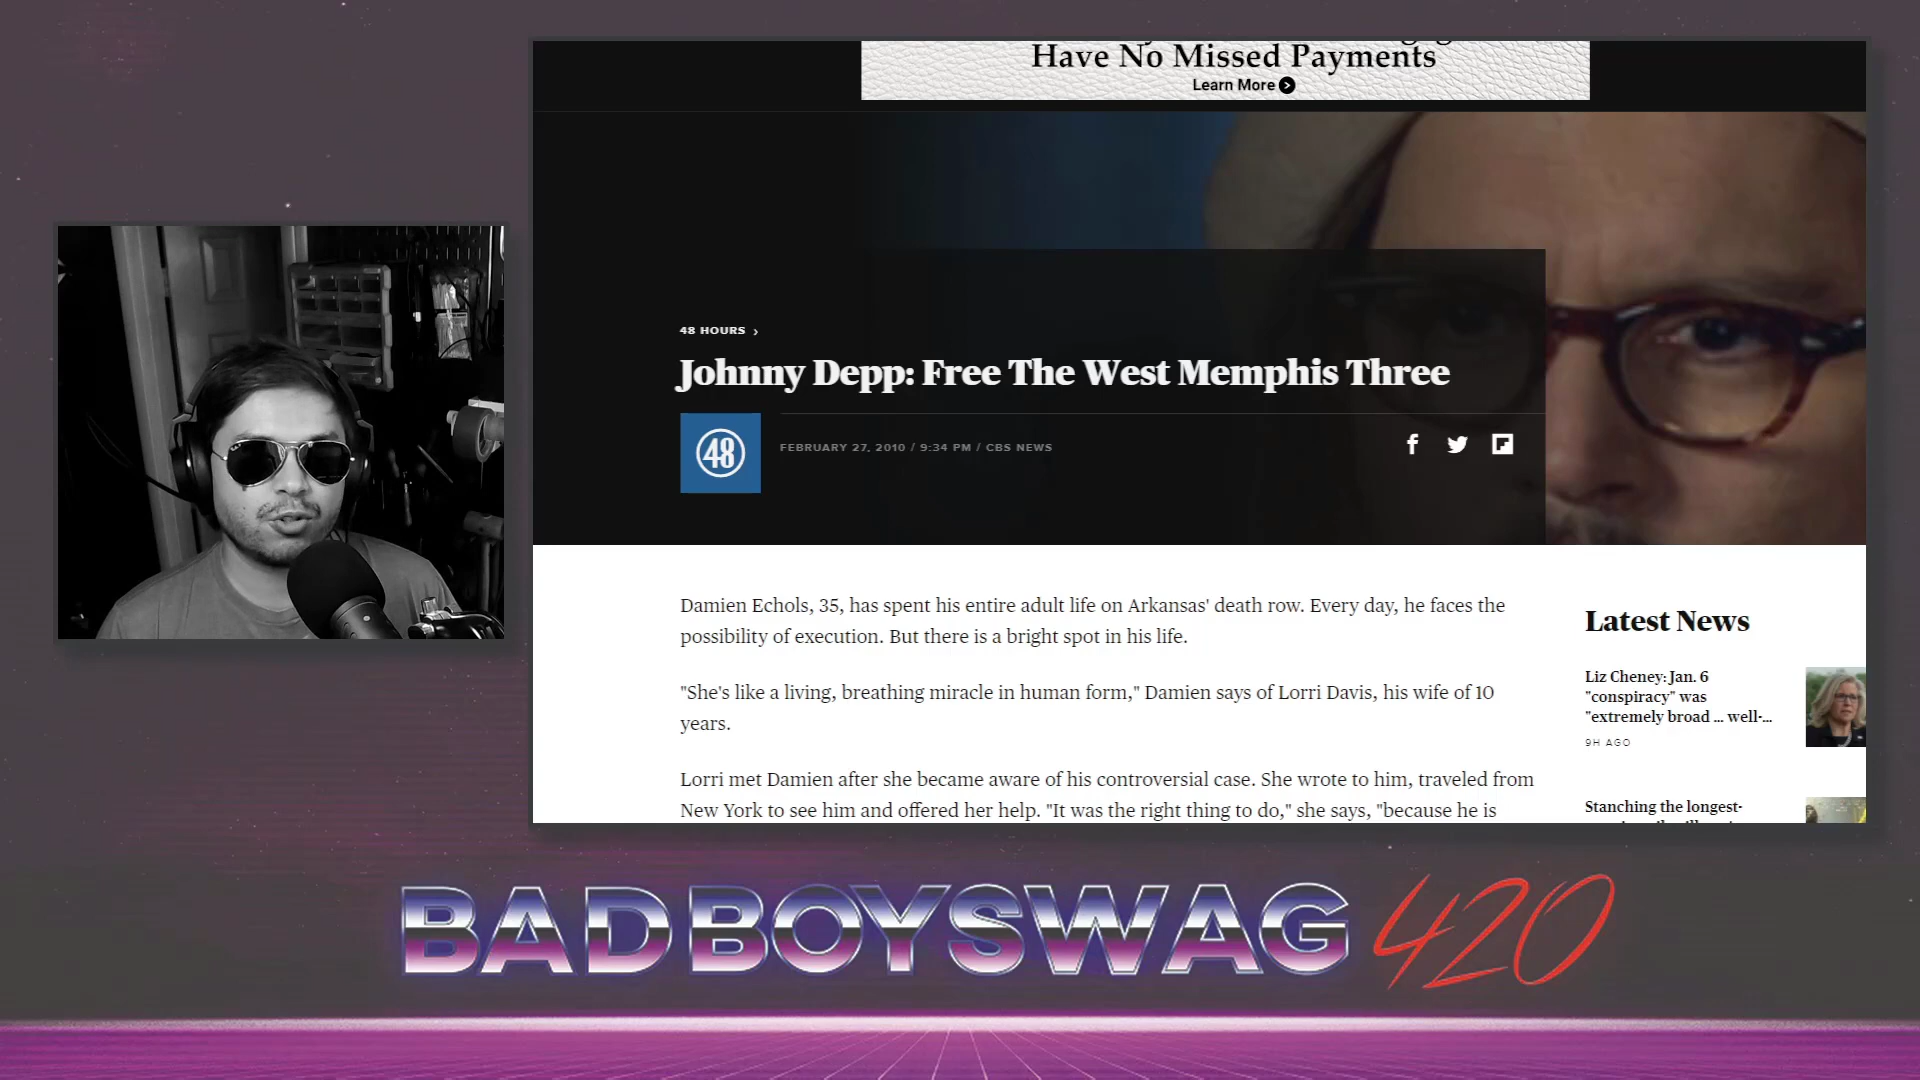 Have No Missed Payments
Learn More
48 HOURS
Johnny Depp: Free The West Memphis Three
48
FEBRUARY 27, 2010 / 9:34 PM / CBS NEWS
Damien Echols, 35, has spent his entire adult life on Arkansas' death row. Every day, he faces the
possibility of execution. But there is a bright spot in his life.
"She's like a living, breathing miracle in human form," Damien says of Lorri Davis, his wife of 10
years.
Lorri met Damien after she became aware of his controversial case. She wrote to him, traveled from
New York to see him and offered her help. "It was the right thing to do," she says, "because he is
Latest News
Liz Cheney: Jan. 6
"conspiracy" was
"extremely broad ... well-...
9H AGO
Stanching the longest-
BADBOYSWAG 420